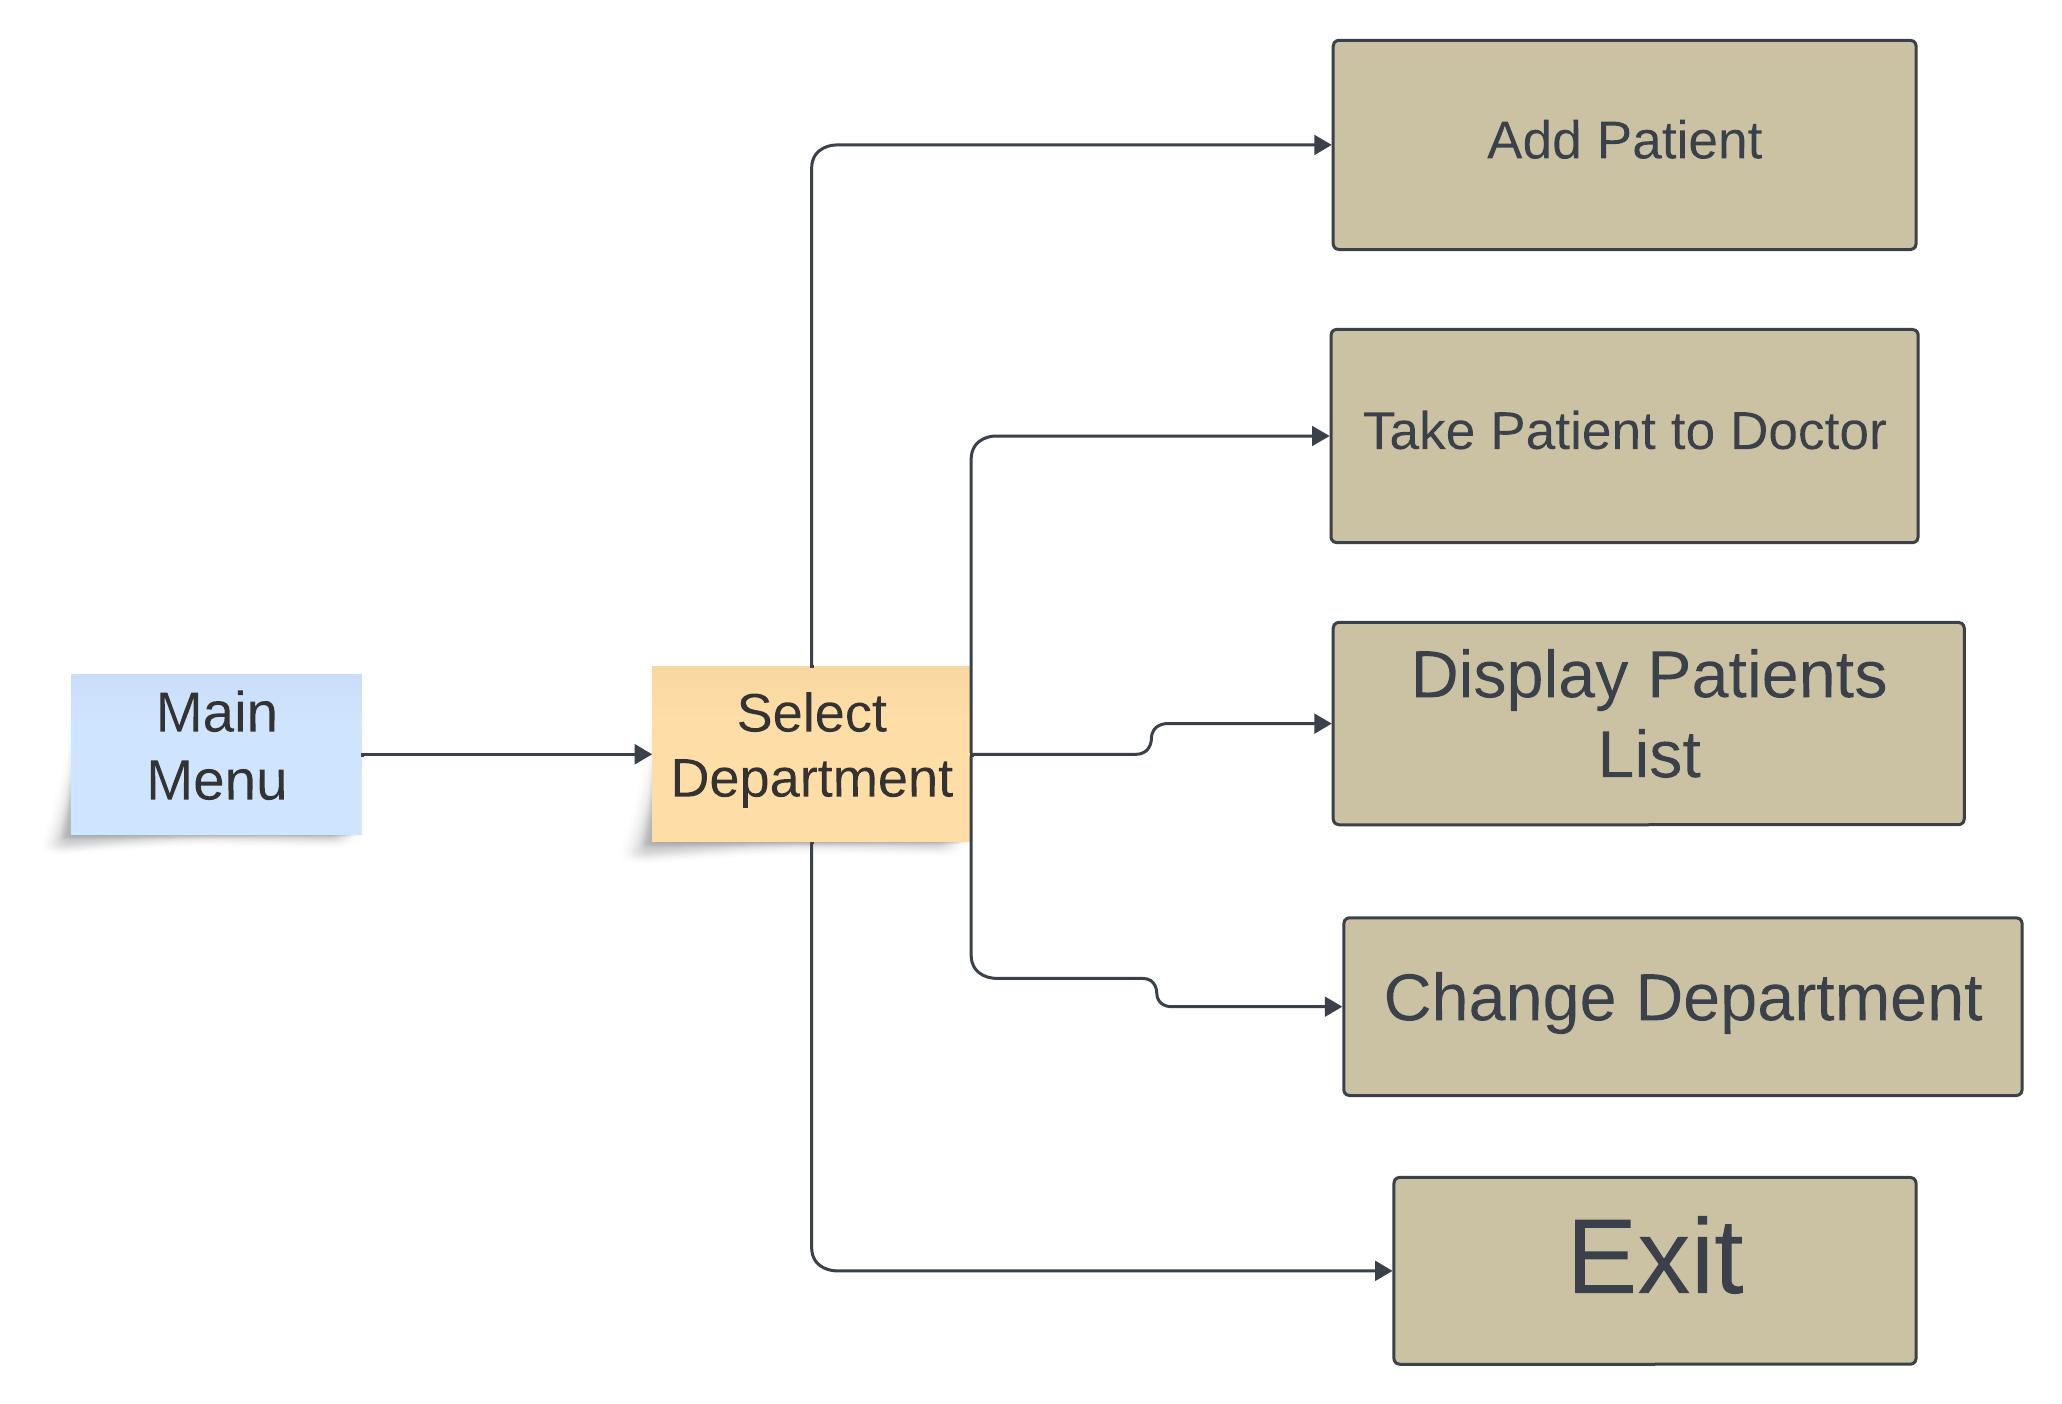 Main
Menu
Select
Department
Add Patient
Take Patient to Doctor
Display Patients
List
Change Department
Exit